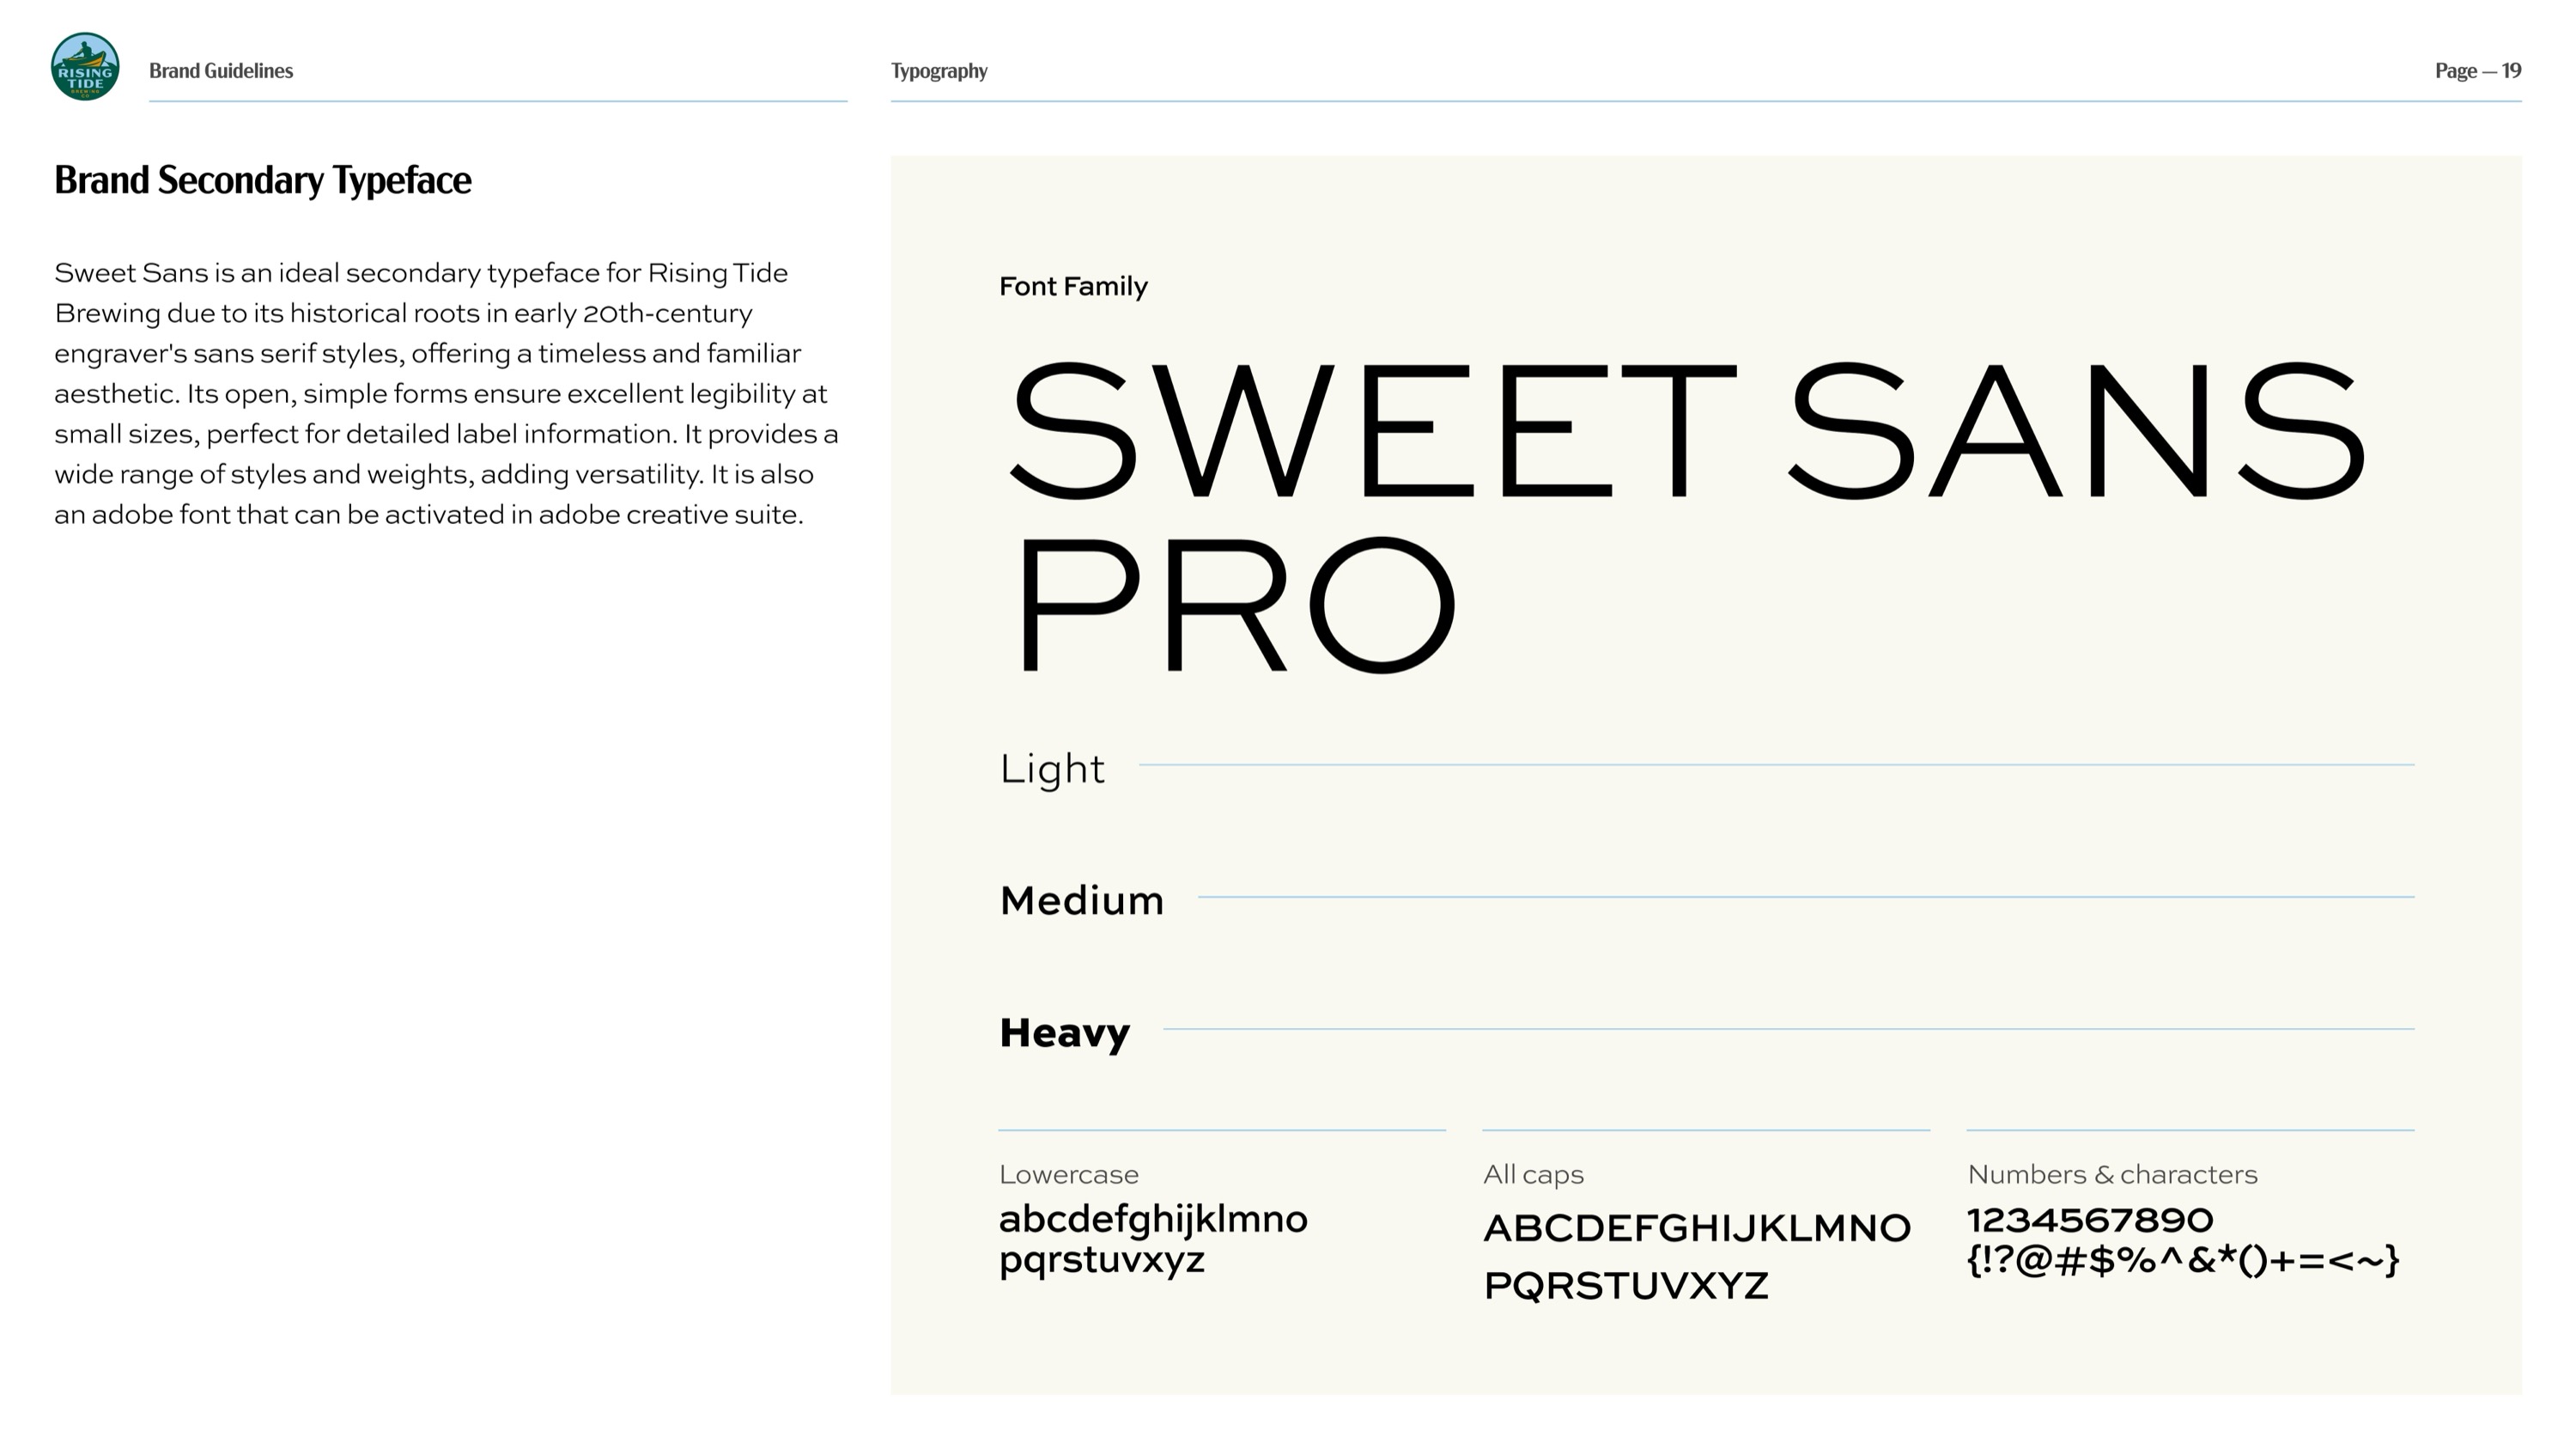 RISING
TIDE
BREWING
CO
Brand Guidelines
Typography
Page — 19
Brand Secondary Typeface
Sweet Sans is an ideal secondary typeface for Rising Tide
Brewing due to its historical roots in early 20th-century
engraver's sans serif styles, offering a timeless and familiar
aesthetic. Its open, simple forms ensure excellent legibility at
small sizes, perfect for detailed label information. It provides a
wide range of styles and weights, adding versatility. It is also
an adobe font that can be activated in adobe creative suite.
Font Family
SWEET SANS
PRO
Light
Medium
Heavy
Lowercase
abcdefghijklmno
pqrstuvxyz
All caps
ABCDEFGHIJKLMNO
PQRSTUVXYZ
Numbers & characters
1234567890
{!?@#$%^&*()+=<~}